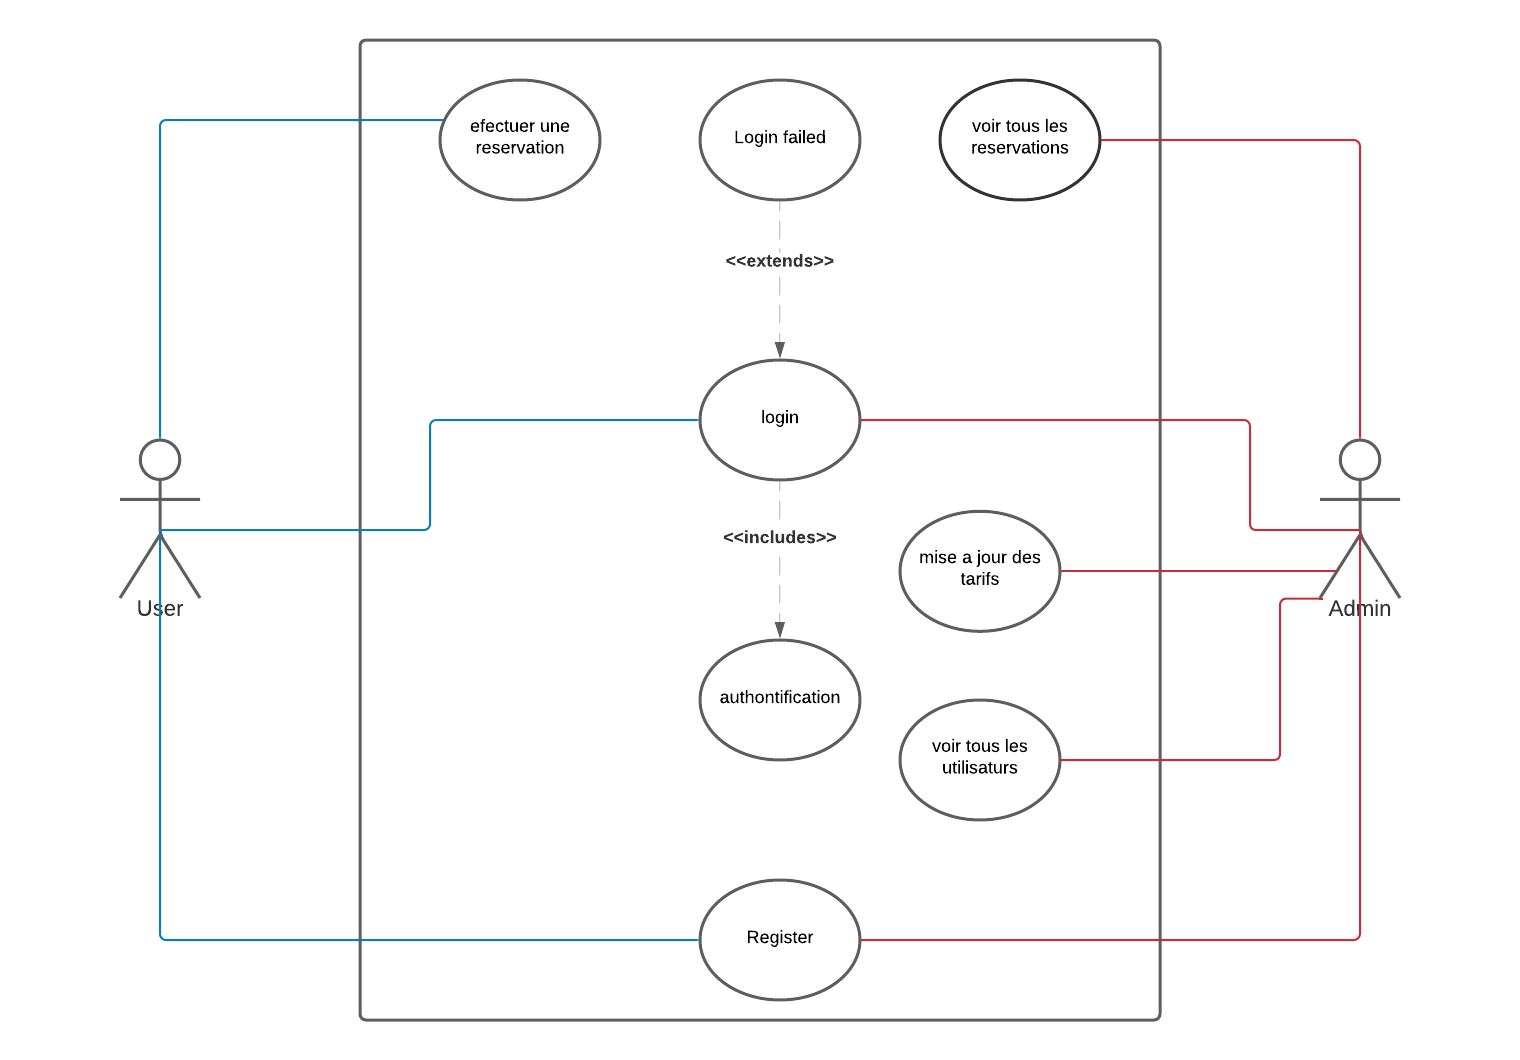 efectuer une
reservation
Login failed
voir tous les
reservations
<<extends>>
login
<<includes>>
mise a jour des
tarifs
User
Admin
authontification
voir tous les
utilisaturs
Register